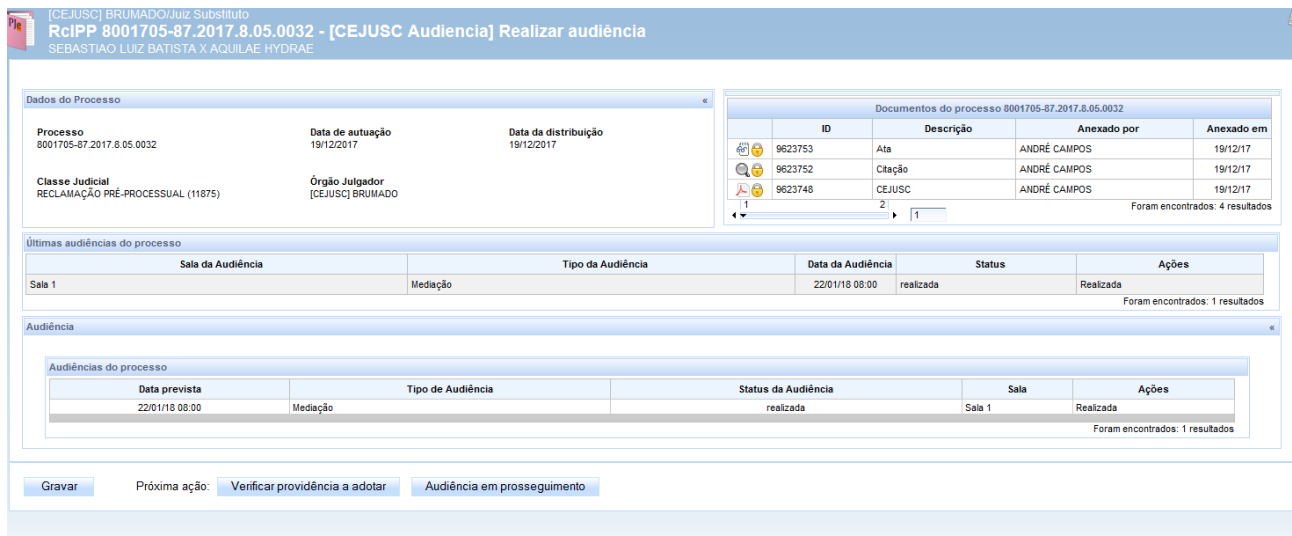 PJe
[CEJUSC] BRUMADO/Juiz Substituto
RcIPP 8001705-87.2017.8.05.0032 - [CEJUSC Audiencia] Realizar audiência
SEBASTIAO LUIZ BATISTA X AQUILAE HYDRAE
Dados do Processo «
Processo Data de autuação Data da distribuição
8001705-87.2017.8.05.0032 19/12/2017 19/12/2017
Classe Judicial Órgão Julgador
RECLAMAÇÃO PRÉ-PROCESSUAL (11875) [CEJUSC] BRUMADO
Documentos do processo 8001705-87.2017.8.05.0032
ID Descrição Anexado por Anexado em
9623753 Ata ANDRÉ CAMPOS 19/12/17
9623752 Citação ANDRÉ CAMPOS 19/12/17
9623748 CEJUSC ANDRÉ CAMPOS 19/12/17
1 2 1 Foram encontrados: 4 resultados
Últimas audiências do processo
Sala da Audiência Tipo da Audiência Data da Audiência Status Ações
Sala 1 Mediação 22/01/18 08:00 realizada Realizada
Foram encontrados: 1 resultados
Audiência «
Audiências do processo
Data prevista Tipo de Audiência Status da Audiência Sala Ações
22/01/18 08:00 Mediação realizada Sala 1 Realizada
Foram encontrados: 1 resultados
Gravar Próxima ação: Verificar providência a adotar Audiência em prosseguimento